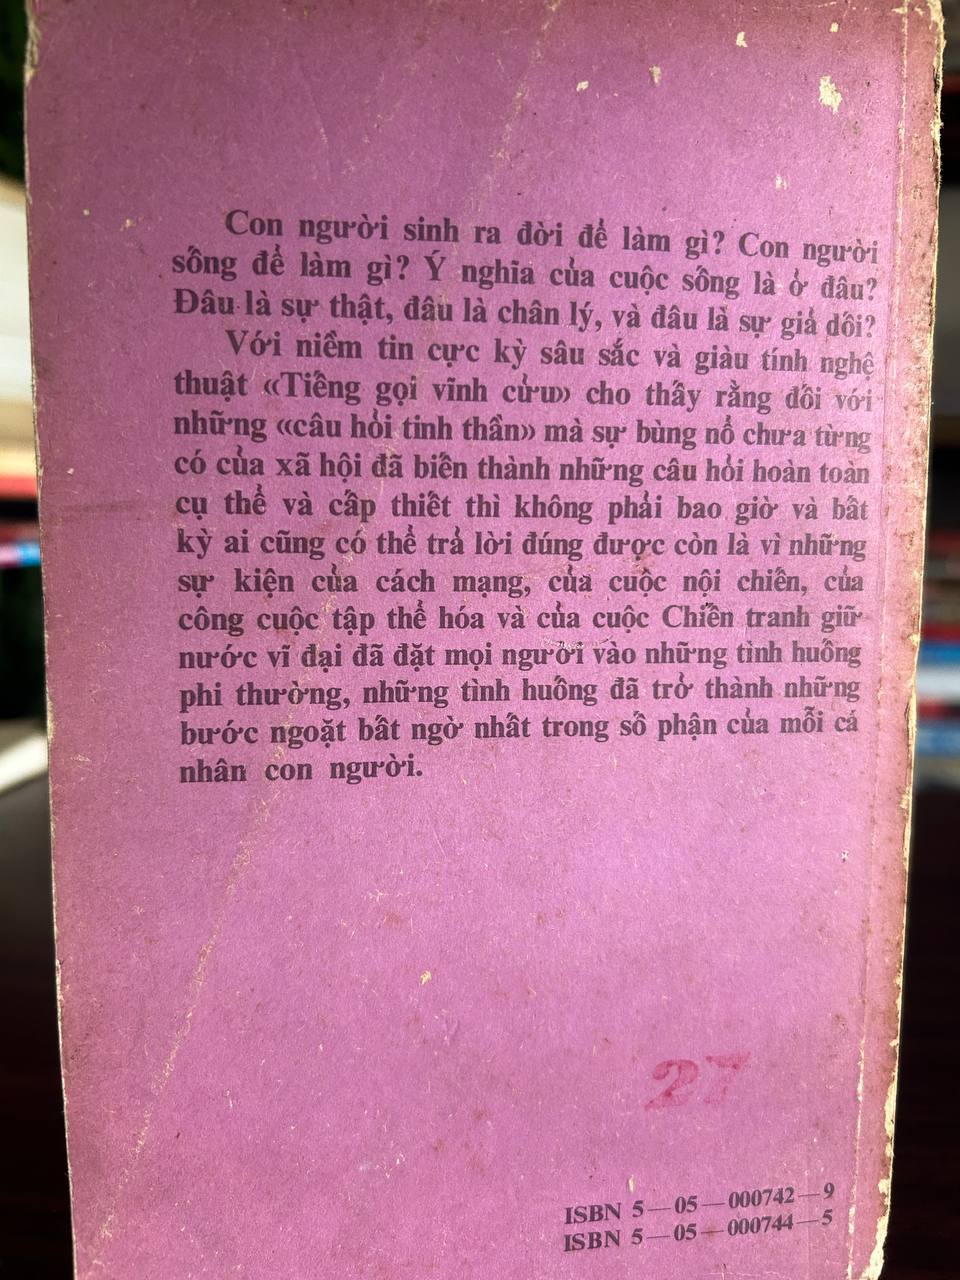 Con người sinh ra đời để làm gì? Con người
sống để làm gì? Ý nghĩa của cuộc sống là ở đâu?
Đâu là sự thật, đâu là chân lý, và đâu là sự giả dối?
Với niềm tin cực kỳ sâu sắc và giàu tính nghệ
thuật «Tiếng gọi vĩnh cửu» cho thấy rằng đối với
những «câu hỏi tinh thần» mà sự bùng nổ chưa từng
có của xã hội đã biến thành những câu hỏi hoàn toàn
cụ thể và cấp thiết thì không phải bao giờ và bất
kỳ ai cũng có thể trả lời đúng được còn là vì những
sự kiện của cách mạng, của cuộc nội chiến, của
công cuộc tập thể hóa và của cuộc Chiến tranh giữ
nước vĩ đại đã đặt mọi người vào những tình huống
phi thường, những tình huống đã trở thành những
bước ngoặt bất ngờ nhất trong số phận của mỗi cá
nhân con người.
27
ISBN 5—05—000742—9
ISBN 5—05—000744—5